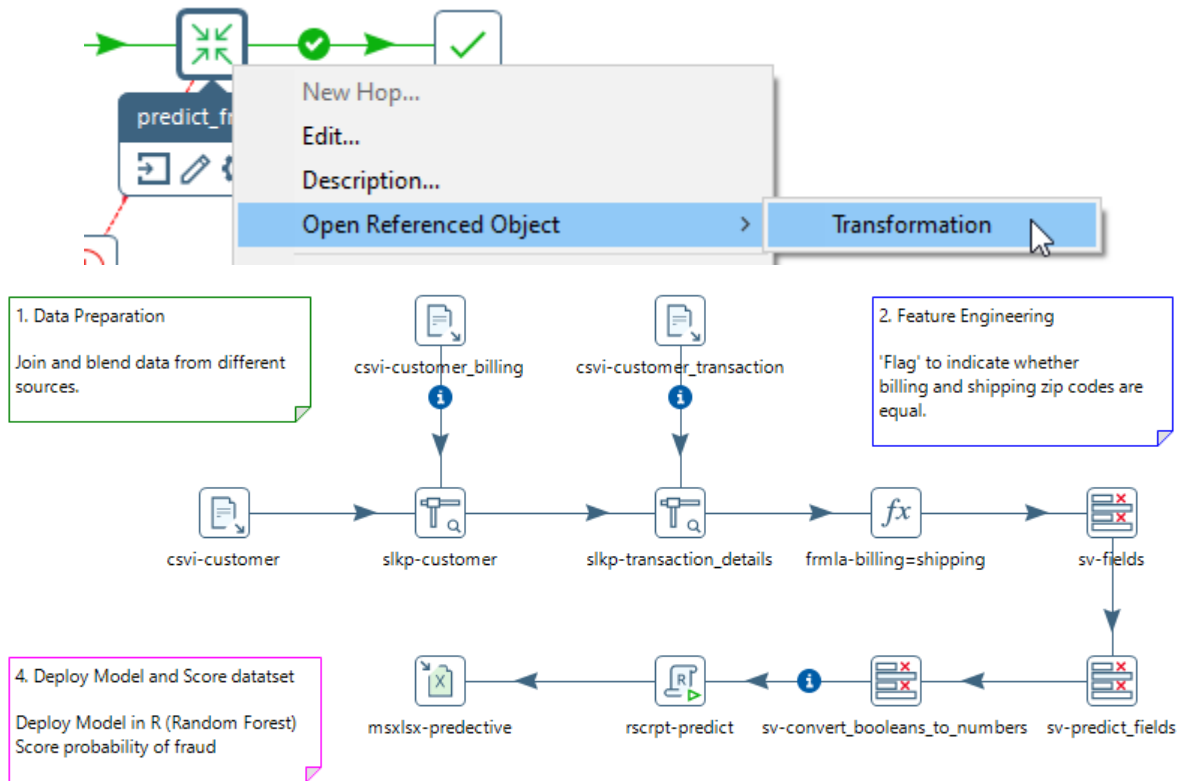 New Hop...
predict_fr
Edit...
Description...
Open Referenced Object
Transformation
1. Data Preparation
Join and blend data from different
sources.
csvi-customer_billing
csvi-customer_transaction
2. Feature Engineering
'Flag' to indicate whether
billing and shipping zip codes are
equal.
csvi-customer
slkp-customer
slkp-transaction_details
frmla-billing=shipping
sv-fields
4. Deploy Model and Score datatset
Deploy Model in R (Random Forest)
Score probability of fraud
msxlsx-predective
rscrpt-predict
sv-convert_booleans_to_numbers
sv-predict_fields